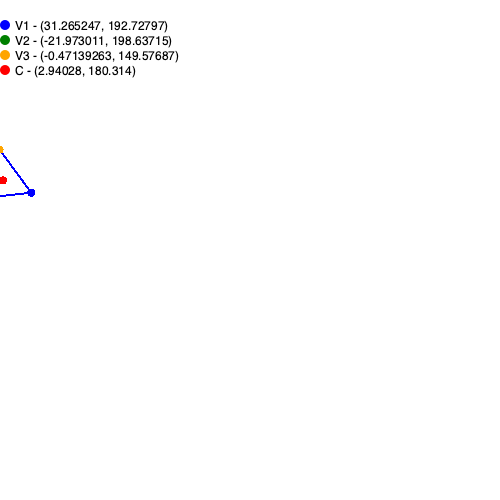 V1 - (31.265247, 192.72797)
V2 - (-21.973011, 198.63715)
V3 - (-0.47139263, 149.57687)
C - (2.94028, 180.314)